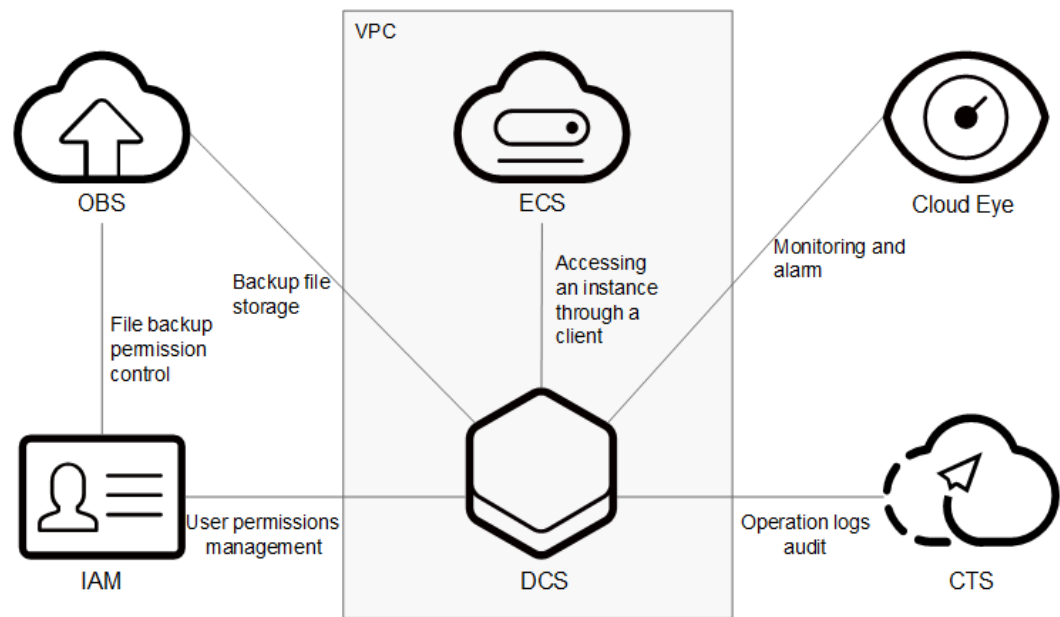 VPC
OBS
ECS
Cloud Eye
Backup file
storage
Accessing
an instance
through a
client
Monitoring and
alarm
File backup
permission
control
User permissions
management
Operation logs
audit
IAM
DCS
CTS